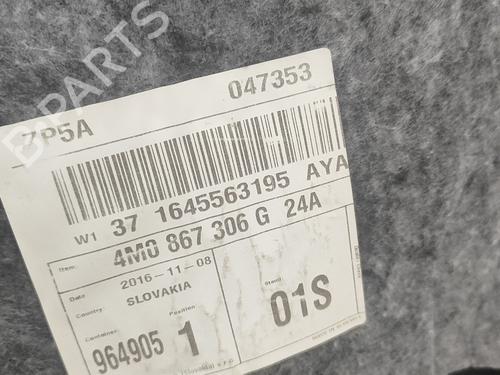 B-PARTS
7P5A
047353
W1 37 1645563195 AYA
Item: 4M0 867 306 G 24A
Date 2016-11-08
Country: SLOVAKIA
Container 964905
Position 1
Stand 01S